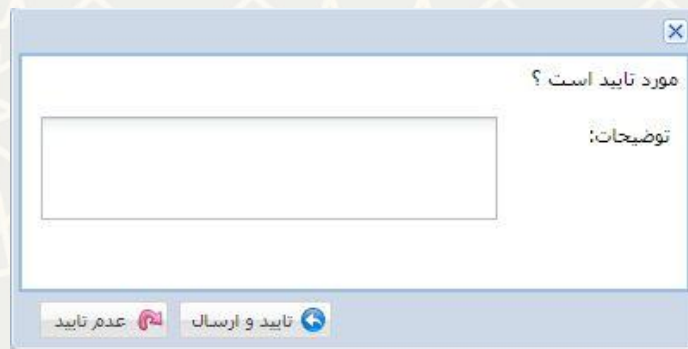 مورد تایید است ؟
توضیحات:
تایید و ارسال
عدم تایید